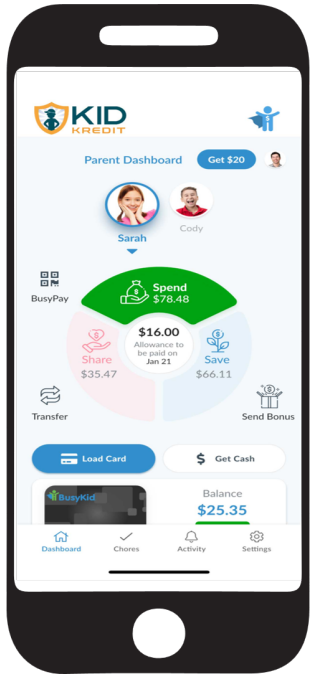 KID
KREDIT
Parent Dashboard
Get $20
Sarah
Cody
BusyPay
Spend
$78.48
$16.00
Allowance to
be paid on
Jan 21
Share
$35.47
Save
$66.11
Transfer
Send Bonus
Load Card
$ Get Cash
BusyKid
Balance
$25.35
Dashboard
Chores
Activity
Settings